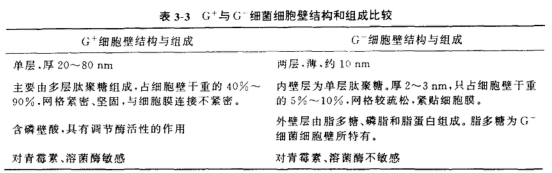 表 3-3 G⁺与G⁻细菌细胞壁结构和组成比较
G⁺细胞壁结构与组成
G⁻细胞壁结构与组成
单层,厚 20~80 nm
两层,薄,约 10 nm
主要由多层肽聚糖组成,占细胞壁干重的 40%~
90%,网格紧密、坚固,与细胞膜连接不紧密。
内壁层为单层肽聚糖。厚 2~3 nm,只占细胞壁干重
的 5%~10%,网格较疏松,紧贴细胞膜。
含磷壁酸,具有调节酶活性的作用
外壁层由脂多糖、磷脂和脂蛋白组成。脂多糖为 G⁻
细菌细胞壁所特有。
对青霉素、溶菌酶敏感
对青霉素、溶菌酶不敏感